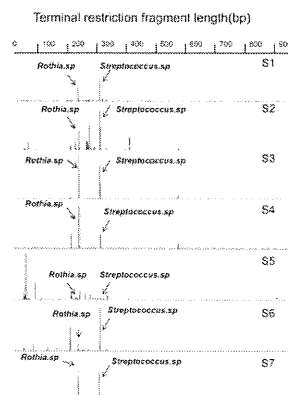 Terminal restriction fragment length(bp)
0 100 200 300 400 500 600 700 800 900
S1
Rothia.sp Streptococcus.sp
S2
Rothia.sp Streptococcus.sp
S3
Rothia.sp Streptococcus.sp
S4
Rothia.sp Streptococcus.sp
S5
Rothia.sp Streptococcus.sp
S6
Rothia.sp Streptococcus.sp
S7
Rothia.sp Streptococcus.sp